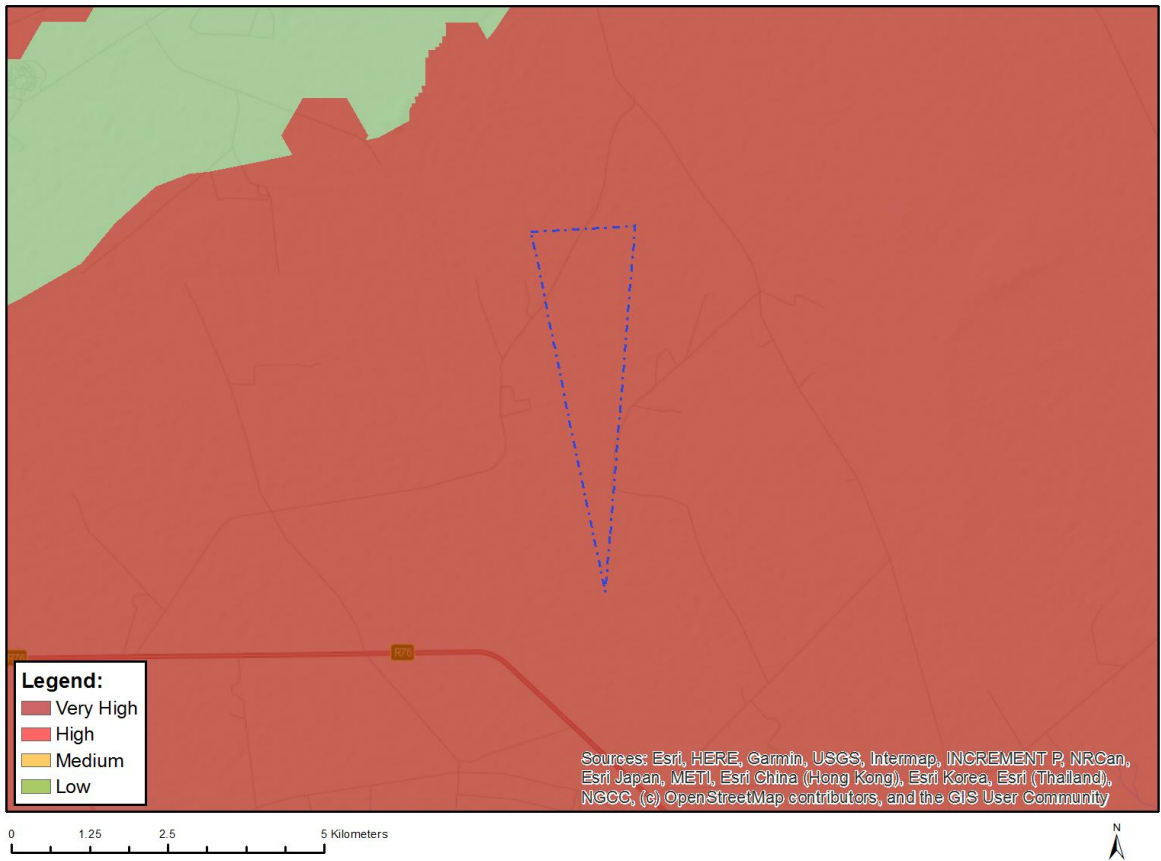 R76
Legend:
Very High
High
Medium
Low
Sources: Esri, HERE, Garmin, USGS, Intermap, INCREMENT P, NRCan,
Esri Japan, METI, Esri China (Hong Kong), Esri Korea, Esri (Thailand),
NGCC, (c) OpenStreetMap contributors, and the GIS User Community
0 1.25 2.5 5 Kilometers
N